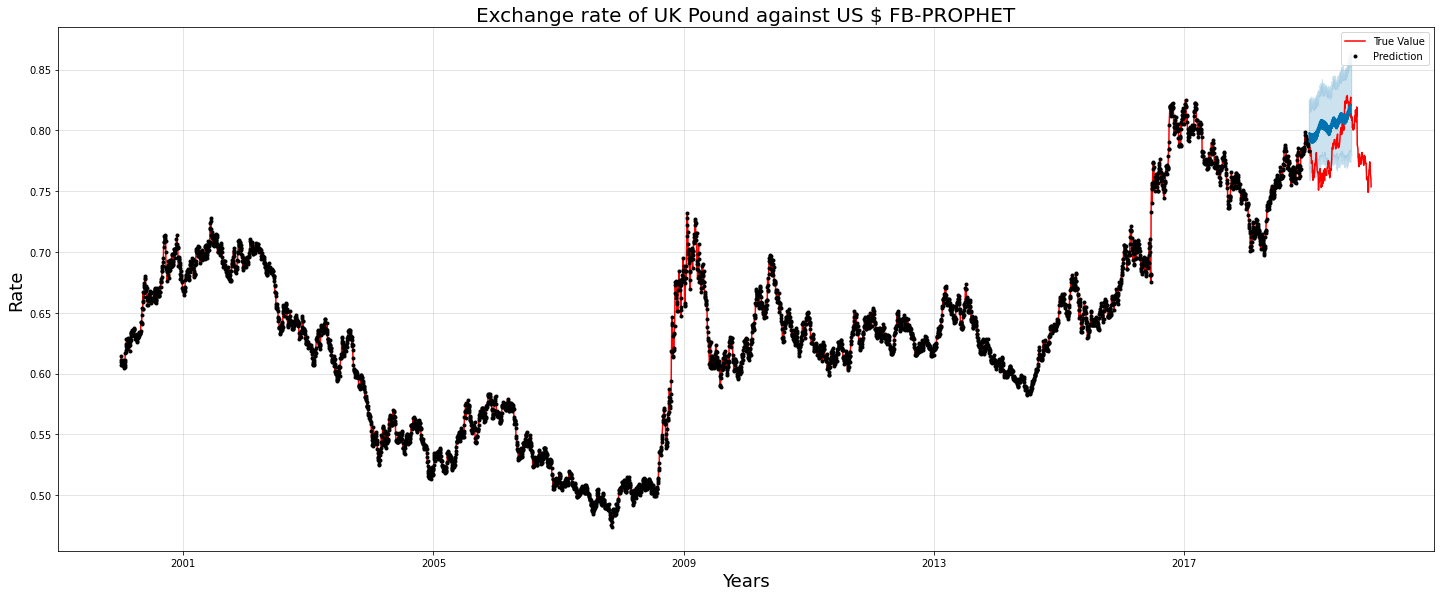 Exchange rate of UK Pound against US $ FB-PROPHET
True Value
Prediction
0.85
0.80
0.75
0.70
0.65
0.60
0.55
0.50
Rate
2001
2005
2009
2013
2017
Years